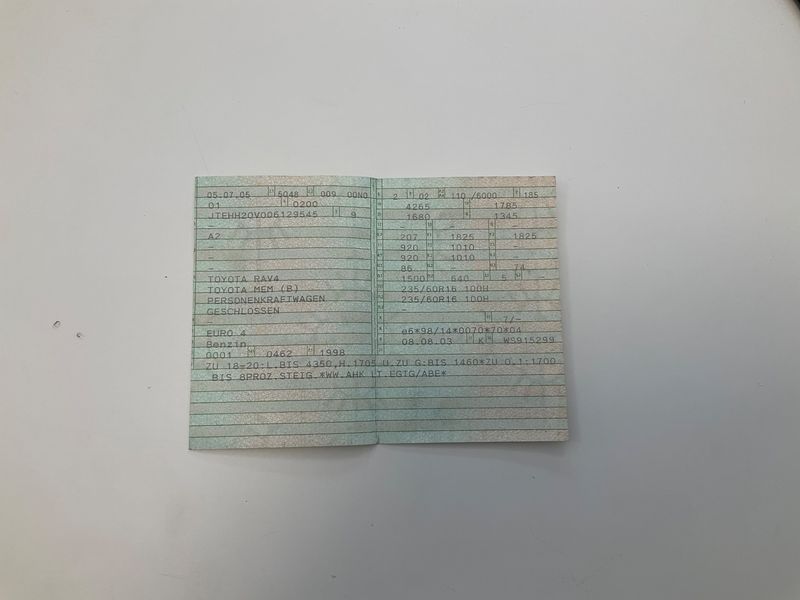 05.07.05 5048 009 00N0
01 0200
JTEHH20V006129545 9
-
A2
-
-
-
TOYOTA RAV4
TOYOTA MEM (B)
PERSONENKRAFTWAGEN
GESCHLOSSEN
-
EURO 4
Benzin
0001 0462 1998
2 02 110 /6000 185
4265 1785
1680 1345
- - -
207 1825 1825
920 1010 -
920 1010 -
86 - 74
1500 640 5 -
235/60R16 100H
235/60R16 100H
-
7/-
e6*98/14*0070*70*04
08.08.03 K WS915299
ZU 18-20:L.BIS 4350,H.1705 U.ZU G:BIS 1460*ZU O.1:1700
BIS 8PROZ.STEIG.*WW.AHK LT.EGTG/ABE*